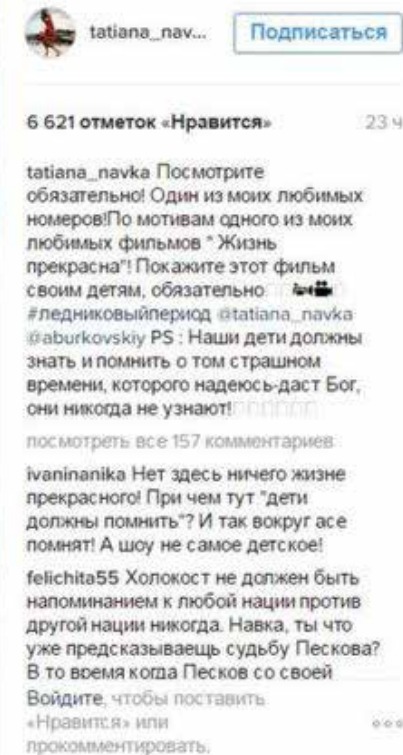 tatiana_nav...
Подписаться
6 621 отметок «Нравится»
23 ч
tatiana_navka Посмотрите
обязательно! Один из моих любимых
номеров!По мотивам одного из моих
любимых фильмов " Жизнь
прекрасна"! Покажите этот фильм
своим детям, обязательно
#ледниковыйпериод @tatiana_navka
@aburkovskiy PS : Наши дети должны
знать и помнить о том страшном
времени, которого надеюсь-даст Бог,
они никогда не узнают!
посмотреть все 157 комментариев
ivaninanika Нет здесь ничего жизне
прекрасного! При чем тут "дети
должны помнить"? И так вокруг асе
помнят! А шоу не самое детское!
felichita55 Холокост не должен быть
напоминанием к любой нации против
другой нации никогда. Навка, ты что
уже предсказываещь судьбу Пескова?
В то время когда Песков со своей
Войдите, чтобы поставить
«Нравится» или
прокомментировать.